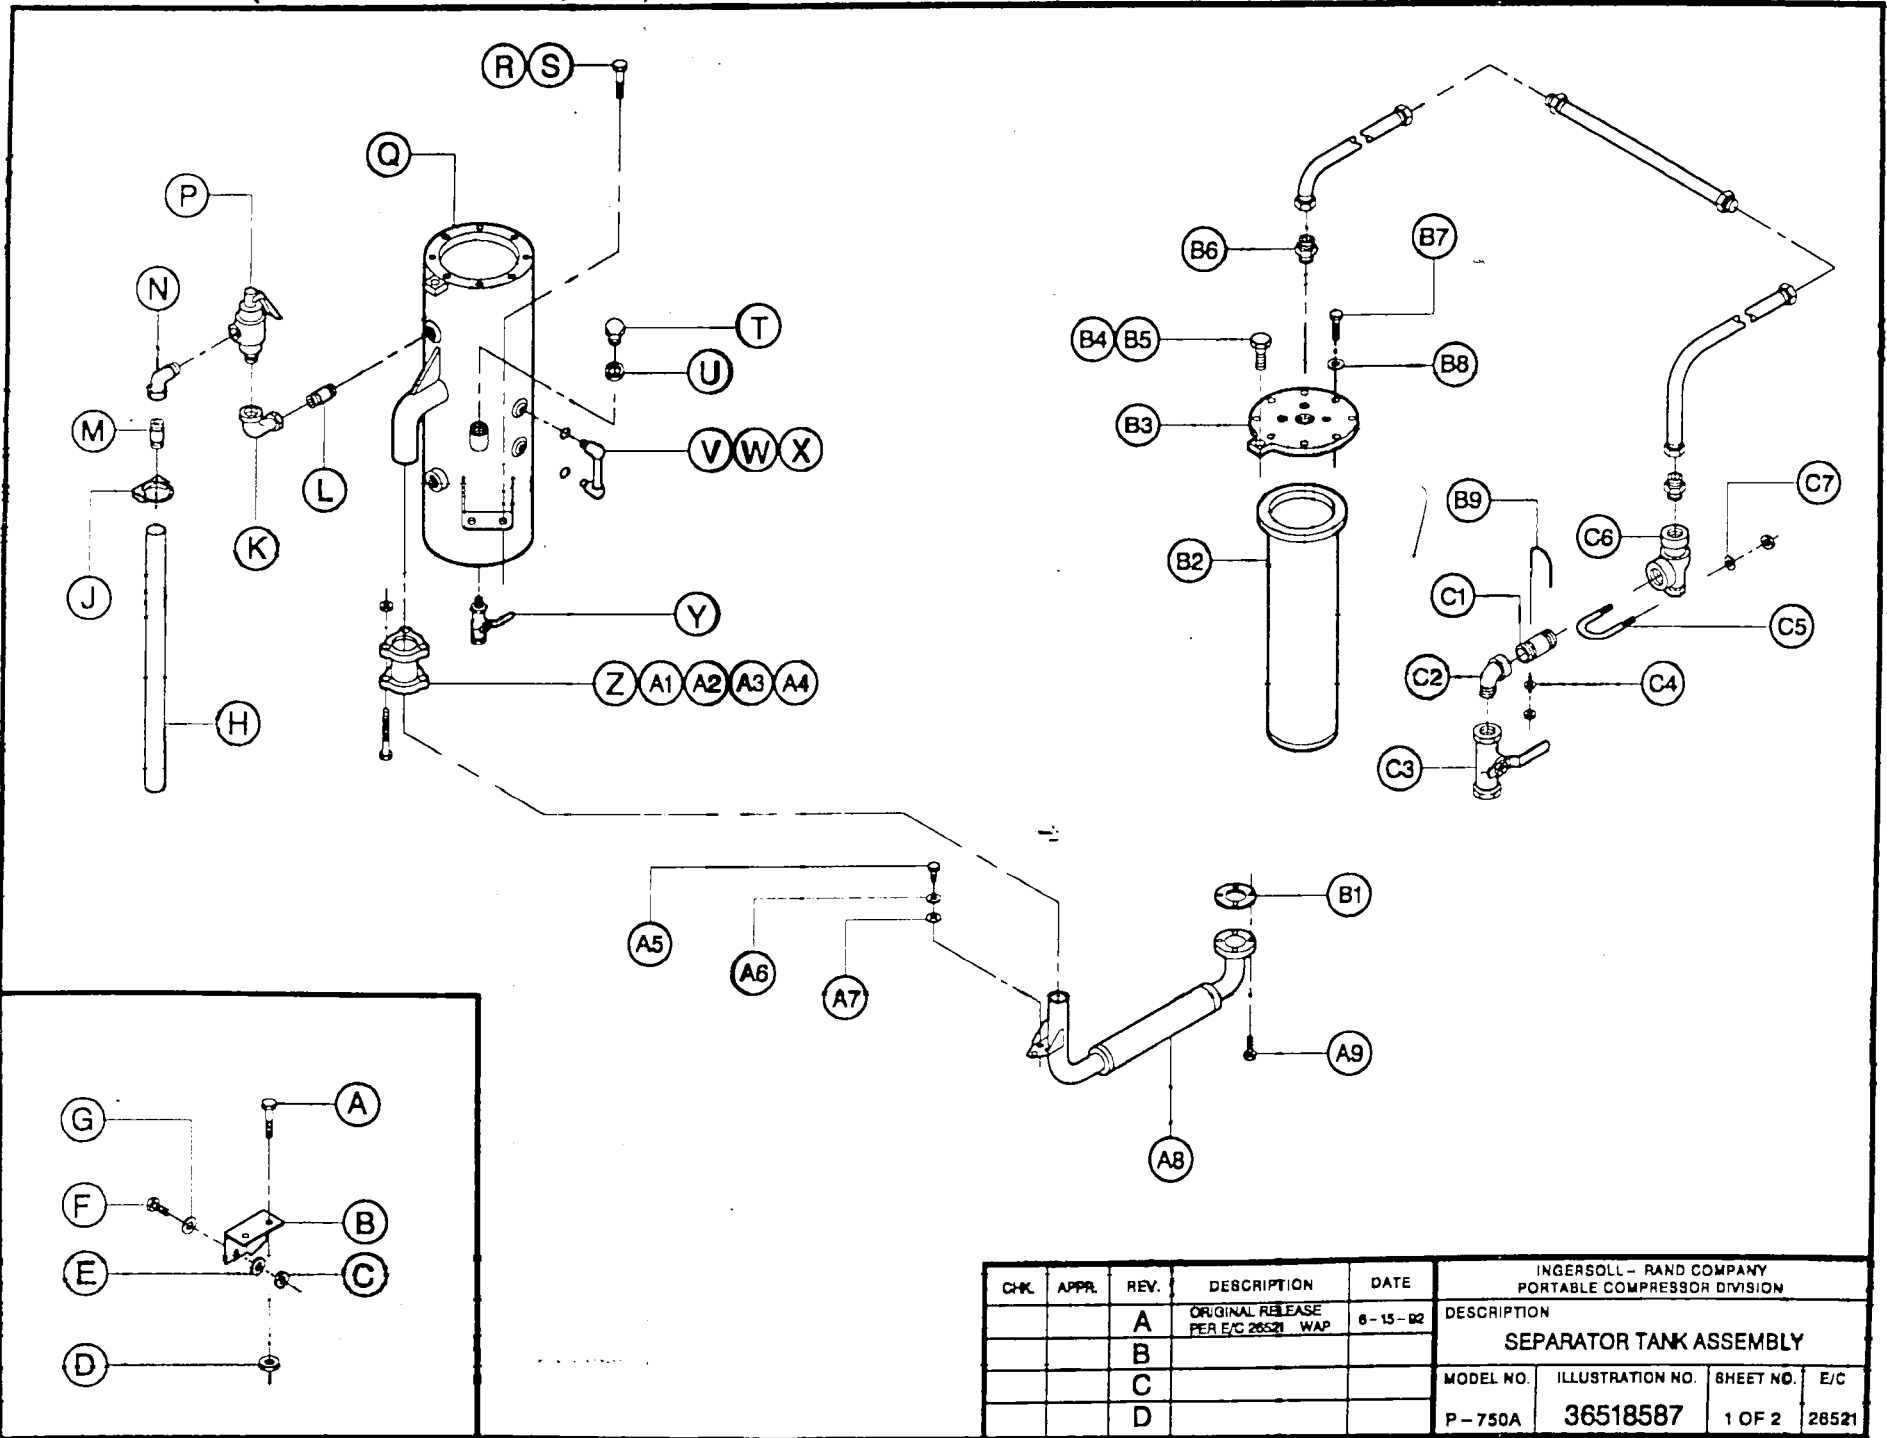 R S
Q
P
B7
B6
N
T
B4 B5
B8
U
B3
M
V W X
C7
B9
L
C6
K
B2
C1
J
Y
C5
C2
Z A1 A2 A3 A4
C4
H
C3
B1
A5
A6
A7
A9
A
G
A8
F
B
E
C
D
CHK. APPR. REV. DESCRIPTION DATE
A ORIGINAL RELEASE 6-15-92
PER E/C 26521 WAP
B
C
D
INGERSOLL-RAND COMPANY
PORTABLE COMPRESSOR DIVISION
DESCRIPTION
SEPARATOR TANK ASSEMBLY
MODEL NO. ILLUSTRATION NO. SHEET NO. E/C
P-750A 36518587 1 OF 2 26521